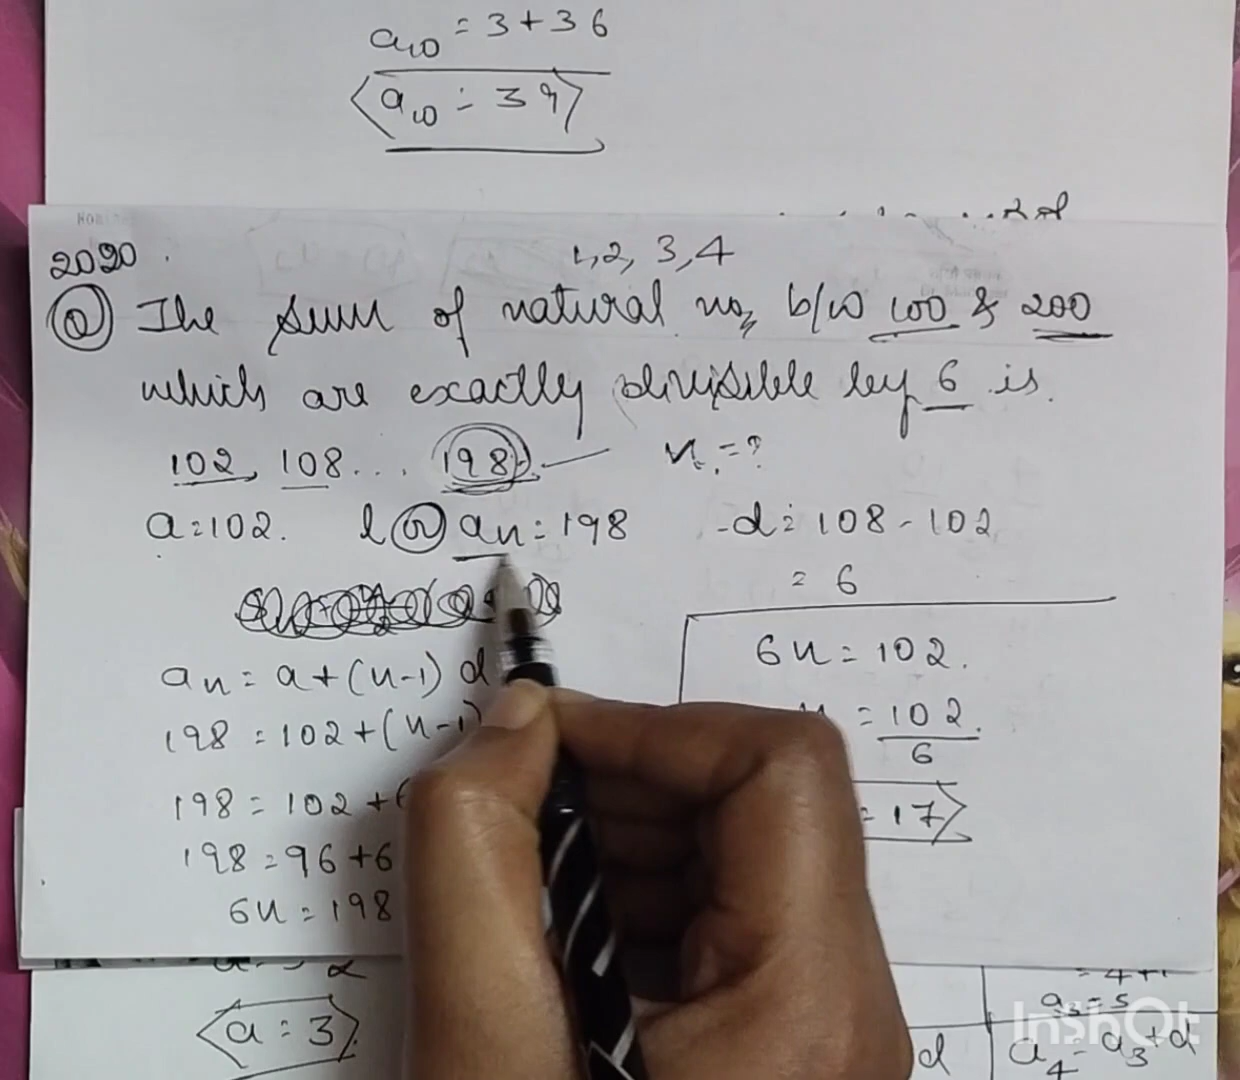 a10 = 3+36
a10 = 39
2020.
1,2, 3,4
Q The sum of natural no, b/w 100 & 200
which are exactly divisible by 6 is.
102, 108... 198. n = ?
a=102. l or an = 198 d = 108 - 102
= 6
an = a+(n-1) d
198 = 102+(n-1)
198 = 102 +6
198 = 96 +6
6n = 198
6n = 102.
n = 102.
6
= 17
a = 3
a3 = 5
d a4 = a3+d
InShOt